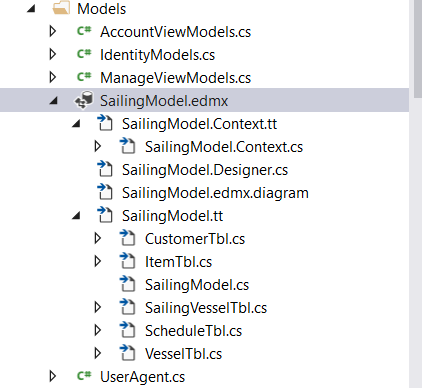 Models
C# AccountViewModels.cs
C# IdentityModels.cs
C# ManageViewModels.cs
SailingModel.edmx
SailingModel.Context.tt
SailingModel.Context.cs
SailingModel.Designer.cs
SailingModel.edmx.diagram
SailingModel.tt
CustomerTbl.cs
ItemTbl.cs
SailingModel.cs
SailingVesselTbl.cs
ScheduleTbl.cs
VesselTbl.cs
C# UserAgent.cs